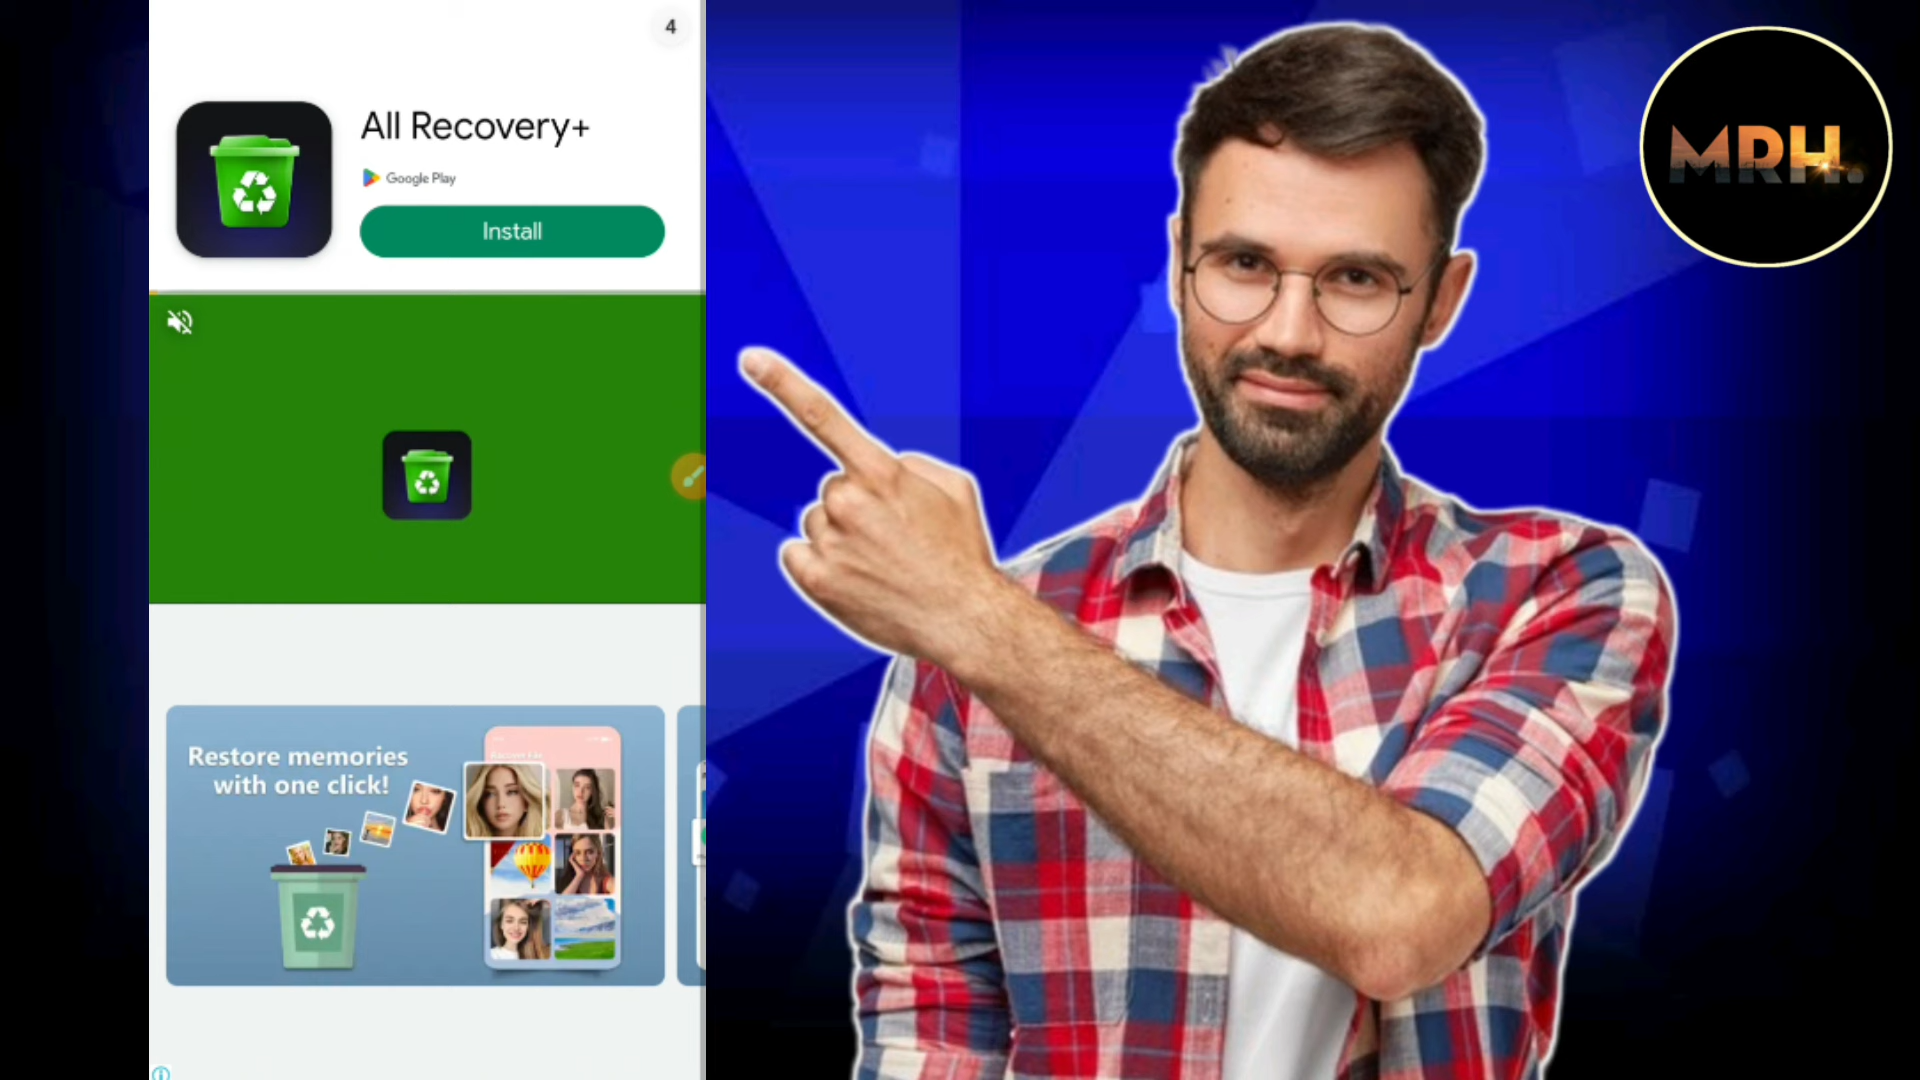 4
All Recovery+
Google Play
Install
Restore memories
with one click!
MRH.